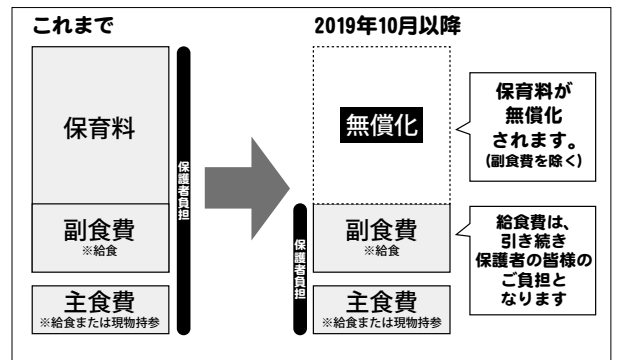 これまで
保育料
副食費
※給食
主食費
※給食または現物持参
保護者負担
2019年10月以降
無償化
副食費
※給食
主食費
※給食または現物持参
保護者負担
保育料が
無償化
されます。
(副食費を除く)
給食費は、
引き続き
保護者の皆様の
ご負担と
なります